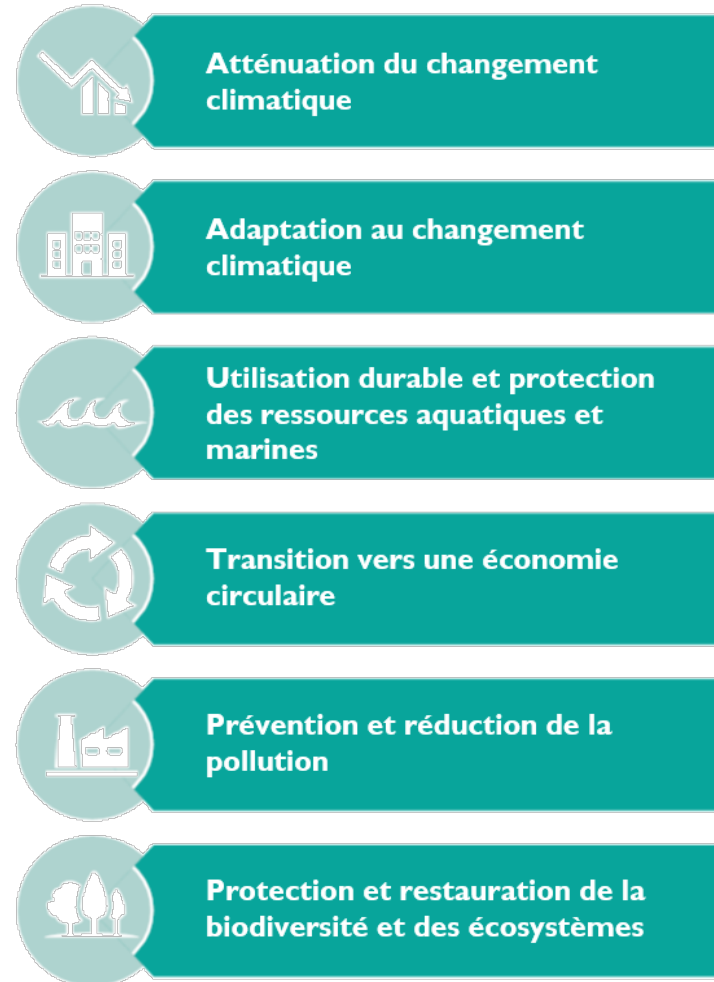 Atténuation du changement
climatique
Adaptation au changement
climatique
Utilisation durable et protection
des ressources aquatiques et
marines
Transition vers une économie
circulaire
Prévention et réduction de la
pollution
Protection et restauration de la
biodiversité et des écosystèmes